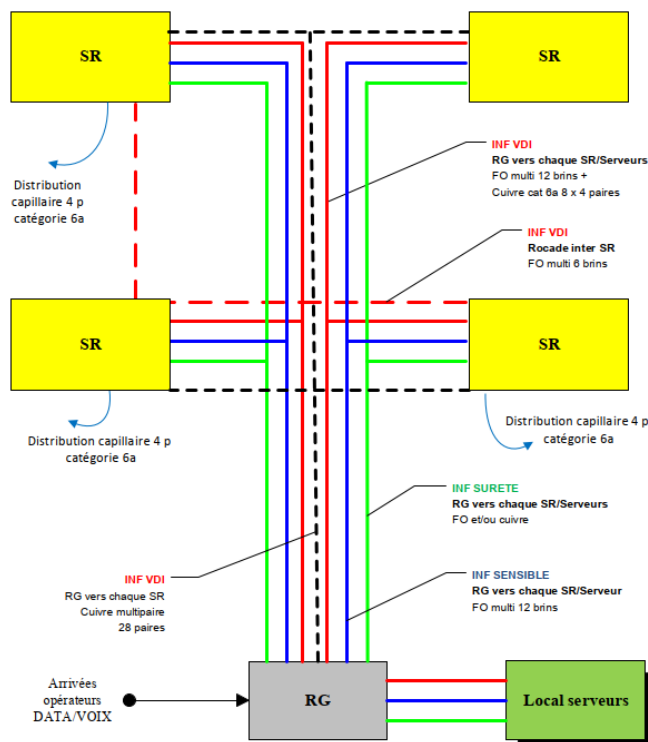 SR
SR
INF VDI
RG vers chaque SR/Serveurs
FO multi 12 brins +
Cuivre cat 6a 8 x 4 paires
Distribution
capillaire 4 p
catégorie 6a
INF VDI
Rocade inter SR
FO multi 6 brins
SR
SR
Distribution capillaire 4 p
catégorie 6a
Distribution capillaire 4 p
catégorie 6a
INF SURETE
RG vers chaque SR/Serveurs
FO et/ou cuivre
INF VDI
RG vers chaque SR
Cuivre multipaire
28 paires
INF SENSIBLE
RG vers chaque SR/Serveur
FO multi 12 brins
Arrivées
opérateurs
DATA/VOIX
RG
Local serveurs